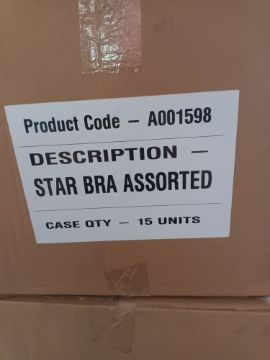 Product Code – A001598
DESCRIPTION –
STAR BRA ASSORTED
CASE QTY – 15 UNITS